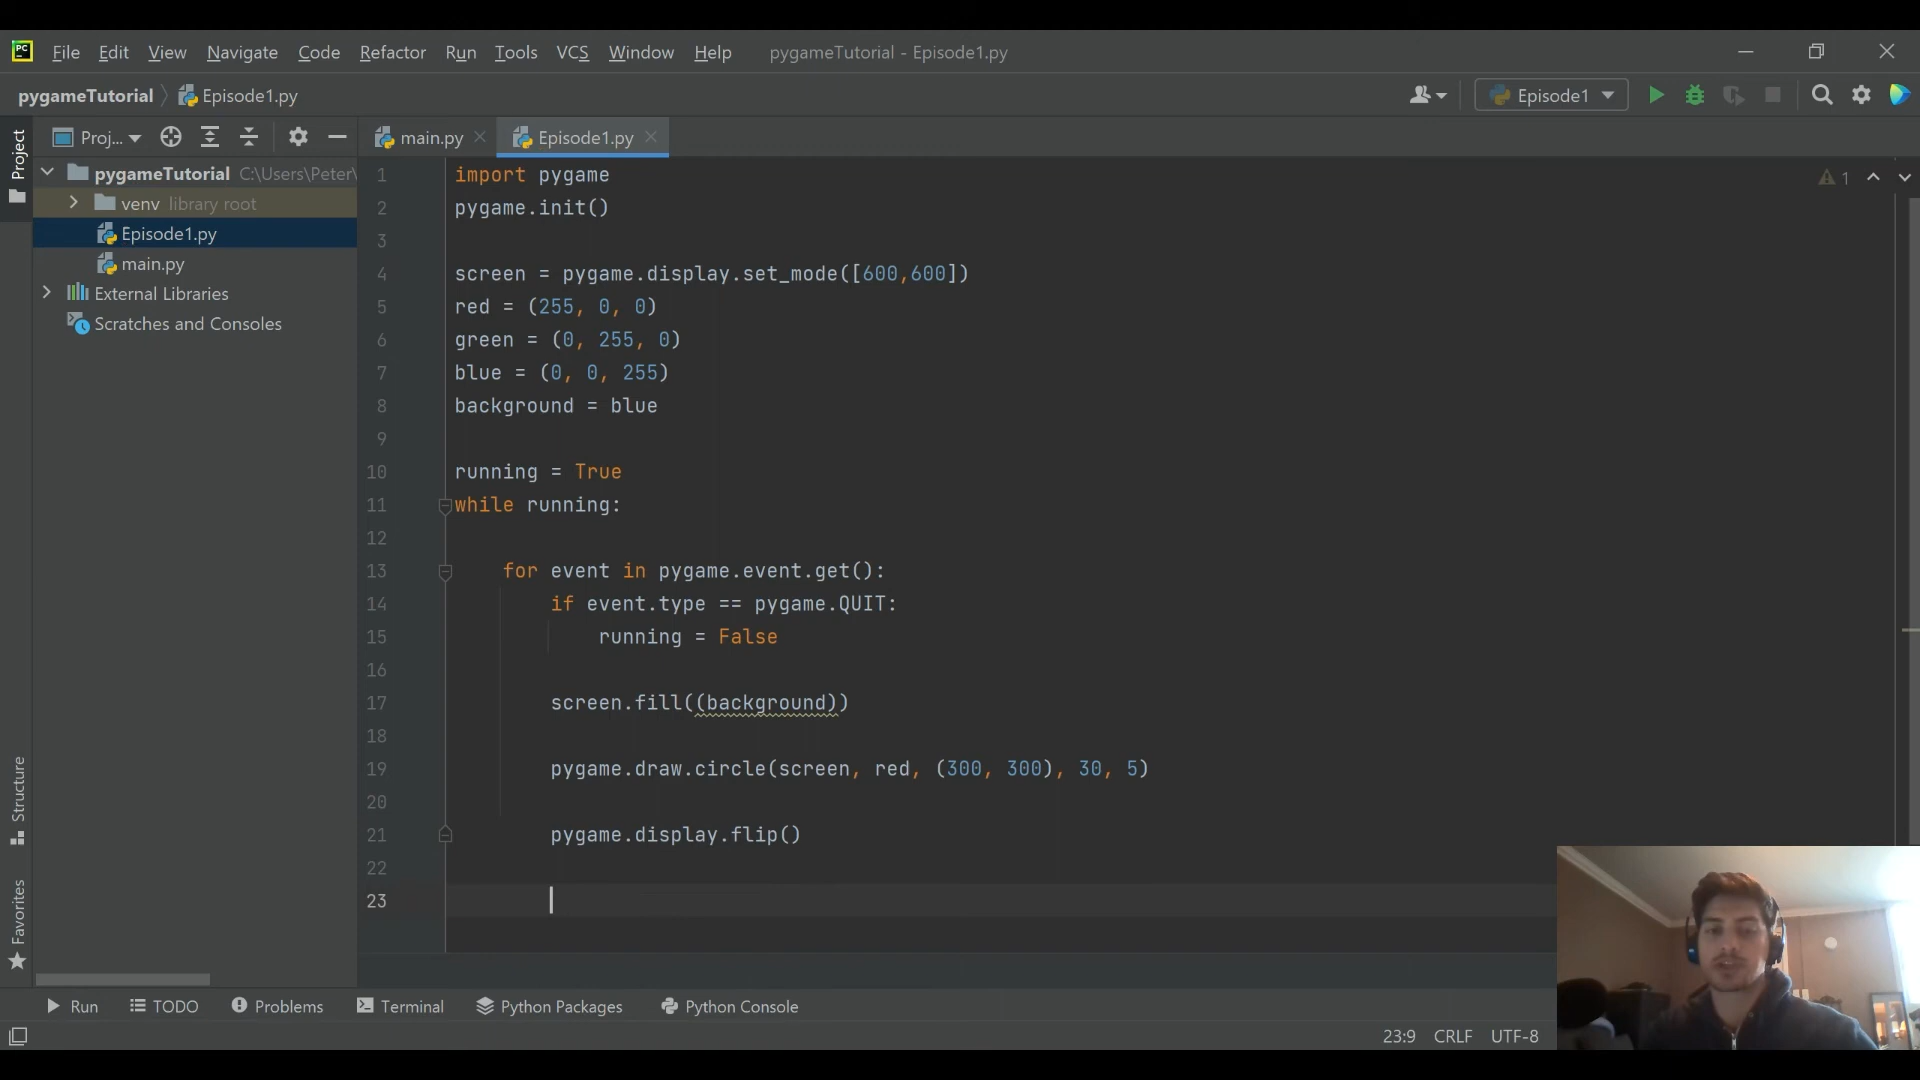 PC File Edit View Navigate Code Refactor Run Tools VCS Window Help pygameTutorial - Episode1.py
pygameTutorial Episode1.py Episode1
Project Proj... main.py Episode1.py
pygameTutorial C:\Users\Peter\
venv library root
Episode1.py
main.py
External Libraries
Scratches and Consoles
1 import pygame
2 pygame.init()
3
4 screen = pygame.display.set_mode([600,600])
5 red = (255, 0, 0)
6 green = (0, 255, 0)
7 blue = (0, 0, 255)
8 background = blue
9
10 running = True
11 while running:
12
13 for event in pygame.event.get():
14 if event.type == pygame.QUIT:
15 running = False
16
17 screen.fill((background))
18
19 pygame.draw.circle(screen, red, (300, 300), 30, 5)
20
21 pygame.display.flip()
22
23
1
Structure
Favorites
Run TODO Problems Terminal Python Packages Python Console
23:9 CRLF UTF-8